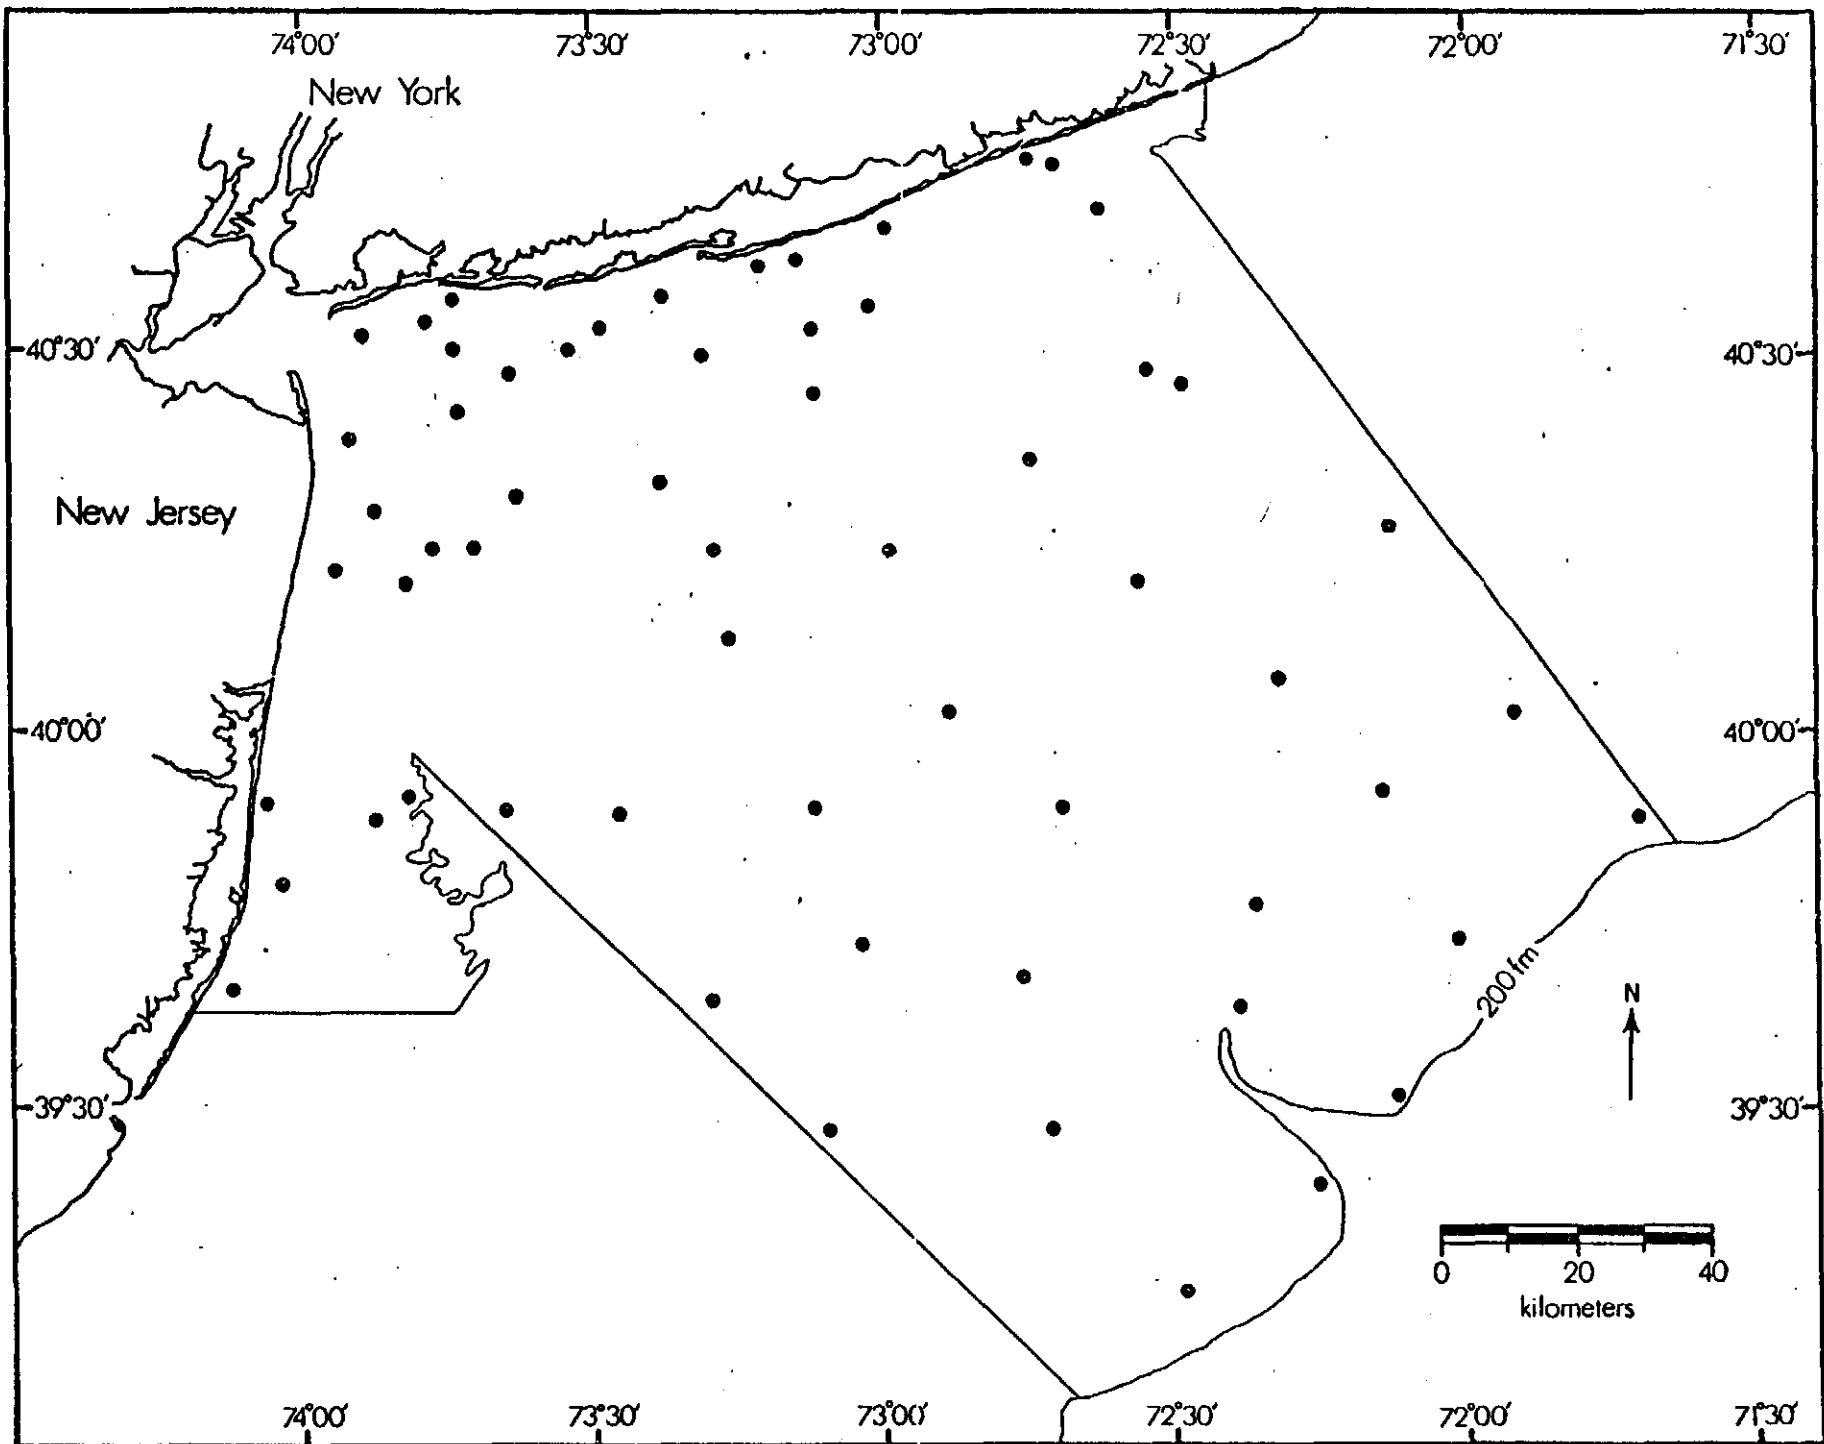 74°00′ 73°30′ 73°00′ 72°30′ 72°00′ 71°30′
New York
40°30′ 40°30′
New Jersey
40°00′ 40°00′
200 fm
N
39°30′ 39°30′
0 20 40
kilometers
74°00′ 73°30′ 73°00′ 72°30′ 72°00′ 71°30′